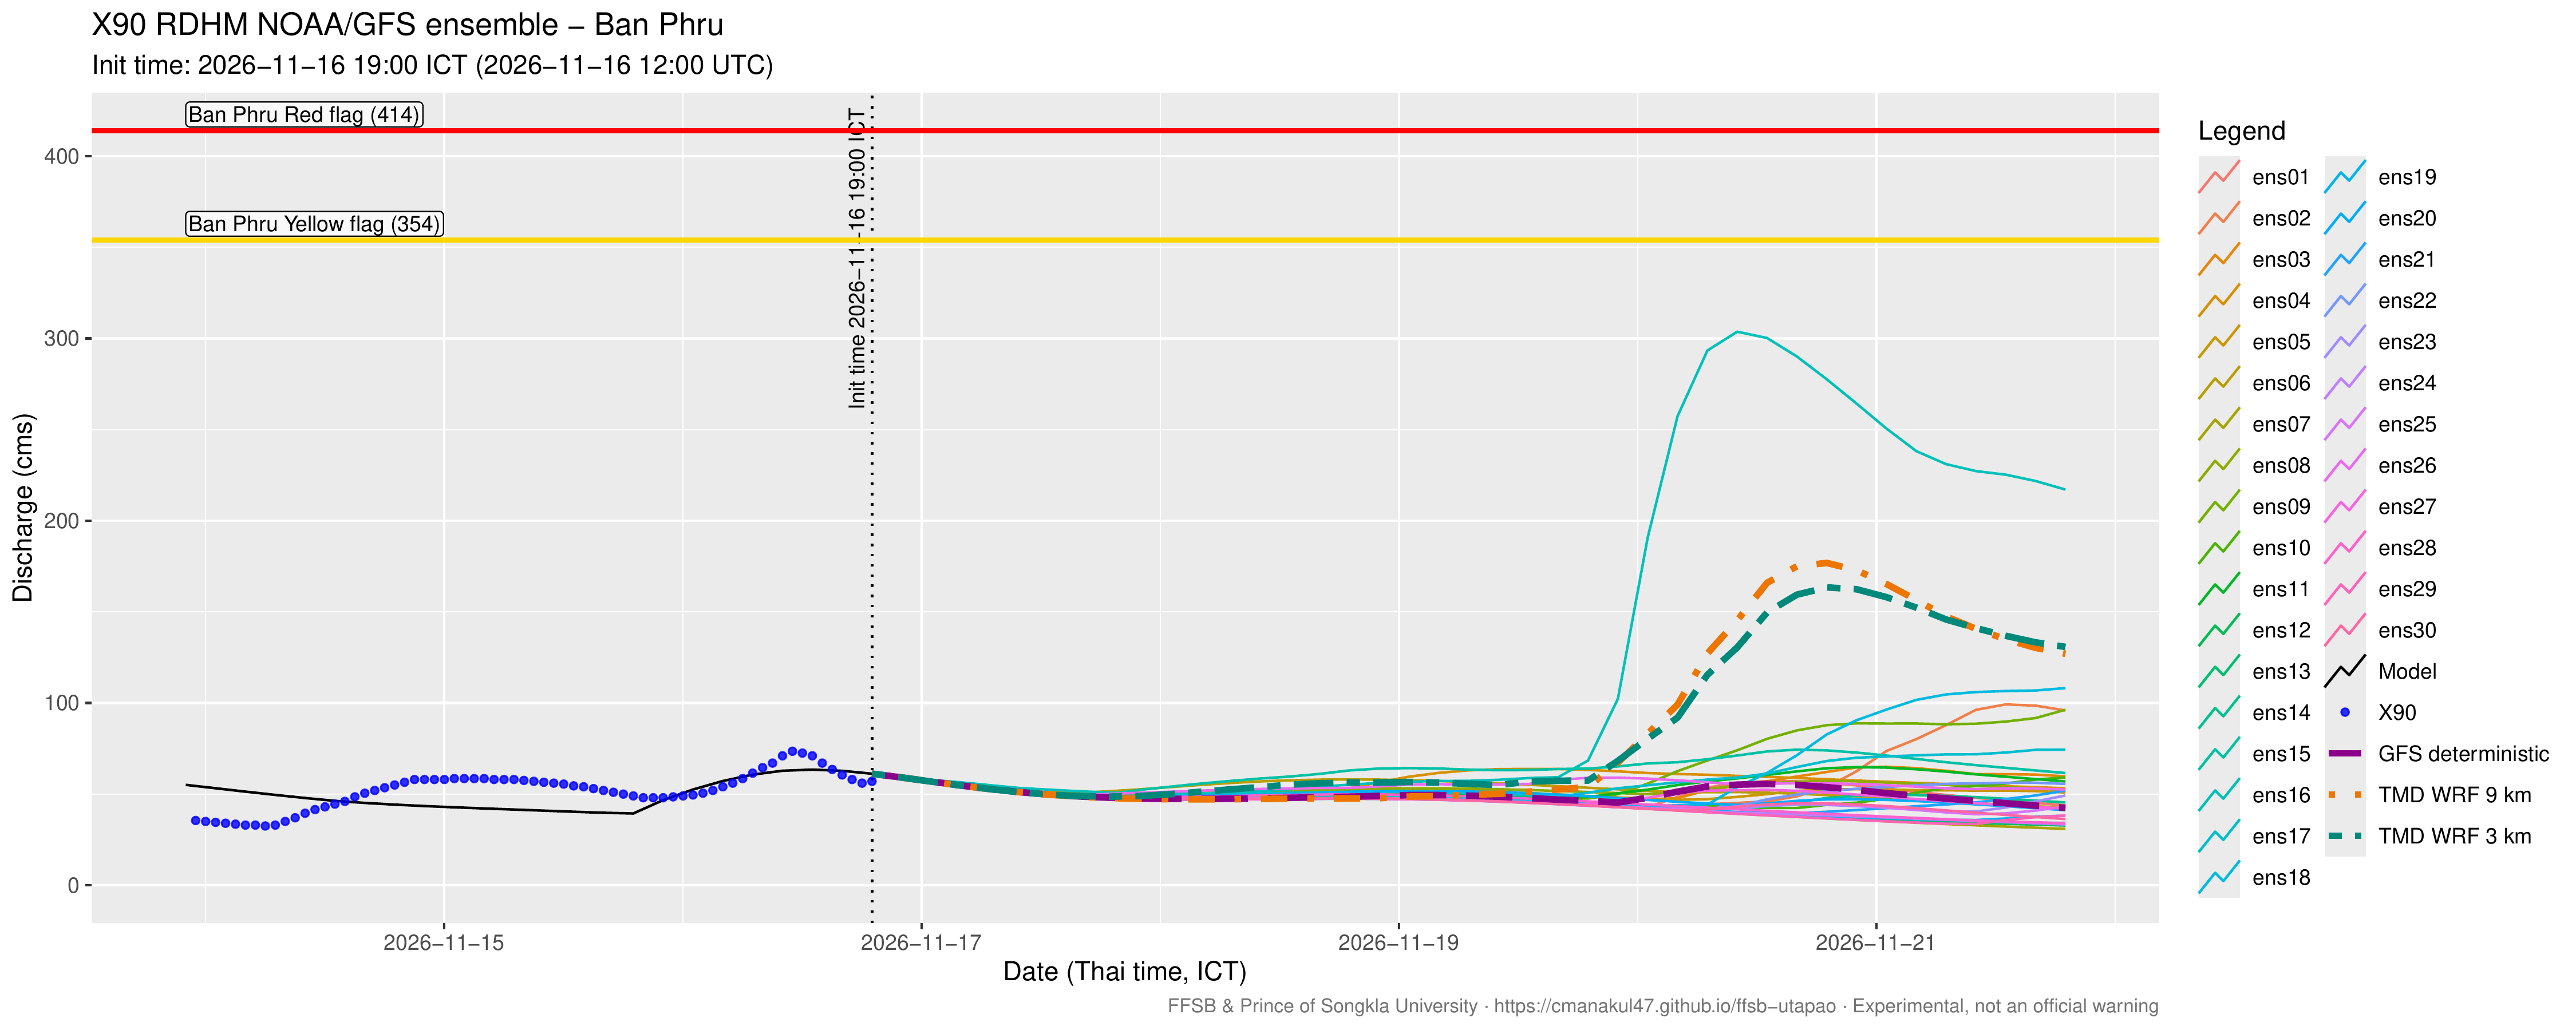 X90 RDHM NOAA/GFS ensemble – Ban Phru
Init time: 2026–11–16 19:00 ICT (2026–11–16 12:00 UTC)
Ban Phru Red flag (414)
Ban Phru Yellow flag (354)
Init time 2026–11–16 19:00 ICT
Discharge (cms)
400
300
200
100
0
2026–11–15
2026–11–17
2026–11–19
2026–11–21
Date (Thai time, ICT)
Legend
ens01
ens02
ens03
ens04
ens05
ens06
ens07
ens08
ens09
ens10
ens11
ens12
ens13
ens14
ens15
ens16
ens17
ens18
ens19
ens20
ens21
ens22
ens23
ens24
ens25
ens26
ens27
ens28
ens29
ens30
Model
X90
GFS deterministic
TMD WRF 9 km
TMD WRF 3 km
FFSB & Prince of Songkla University · https://cmanakul47.github.io/ffsb–utapao · Experimental, not an official warning